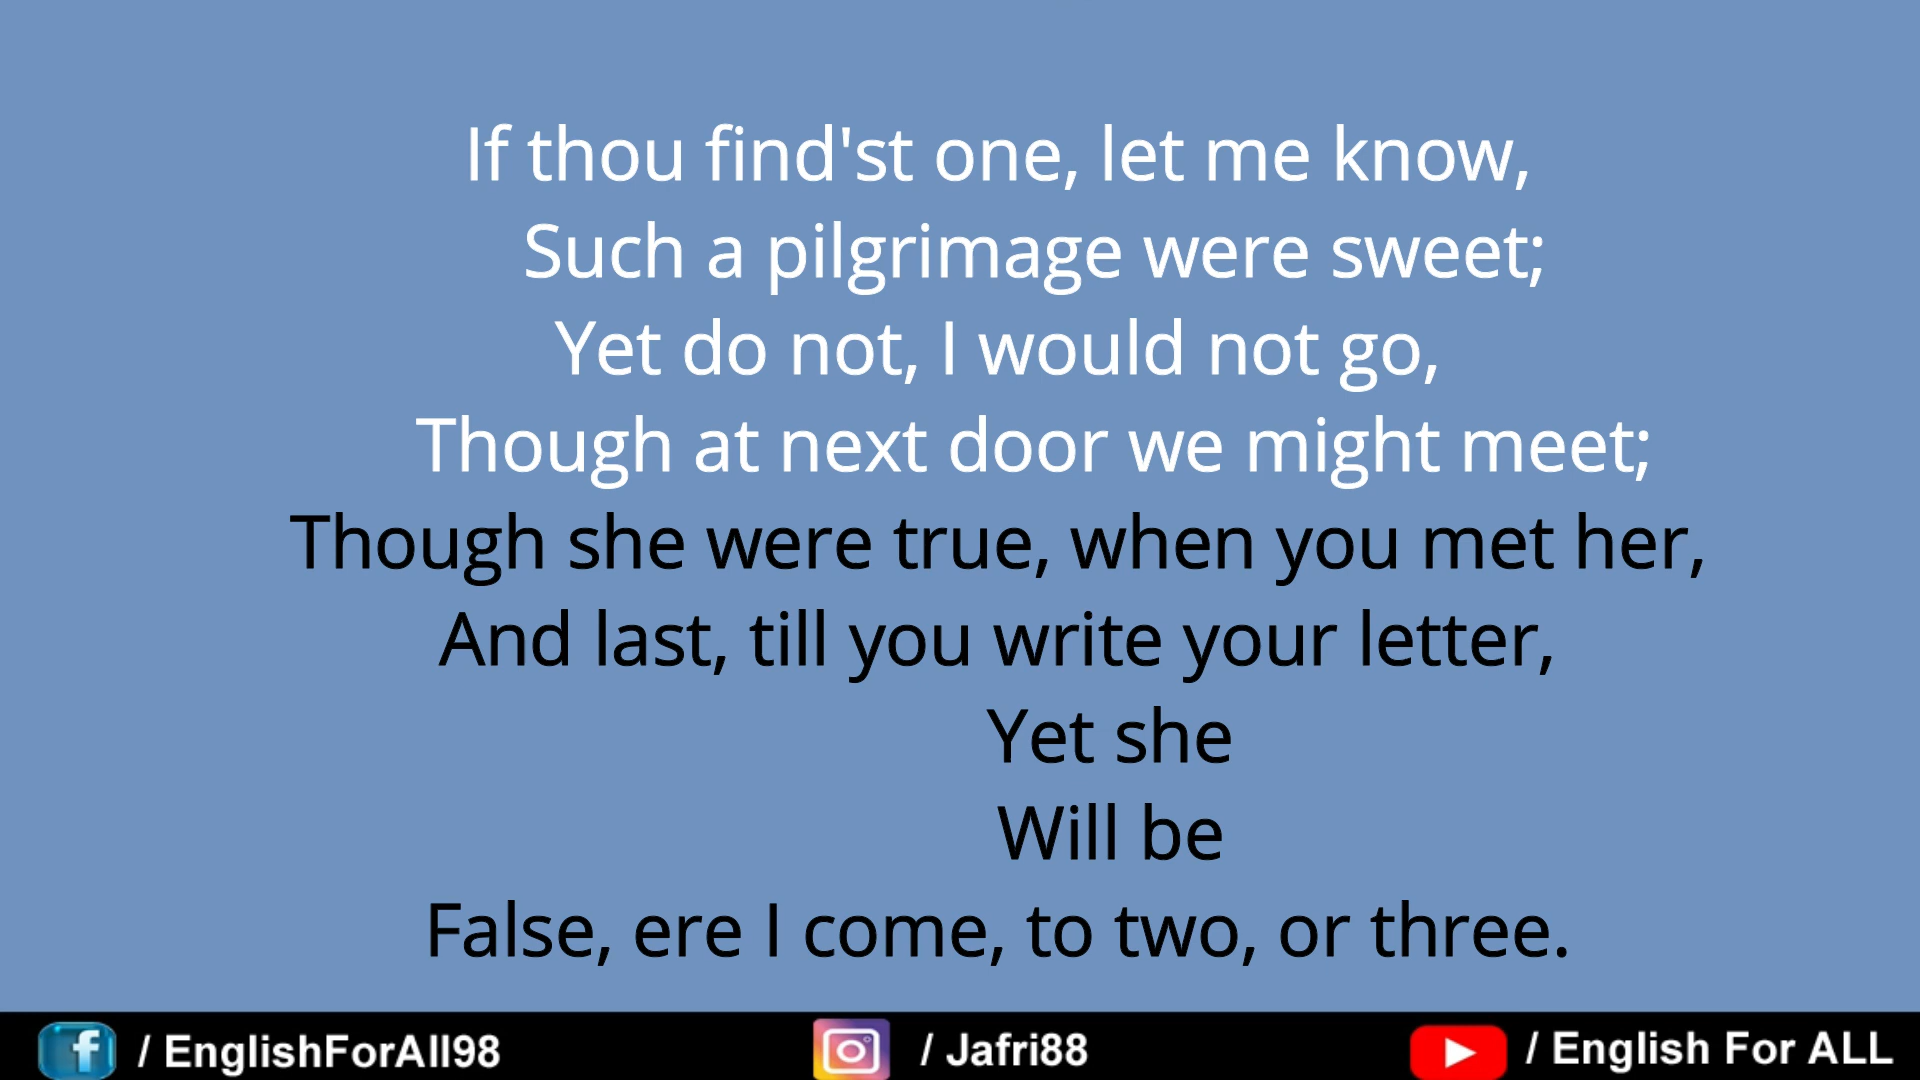 If thou find'st one, let me know,
Such a pilgrimage were sweet;
Yet do not, I would not go,
Though at next door we might meet;
Though she were true, when you met her,
And last, till you write your letter,
Yet she
Will be
False, ere I come, to two, or three.
/ EnglishForAll98
/ Jafri88
/ English For ALL